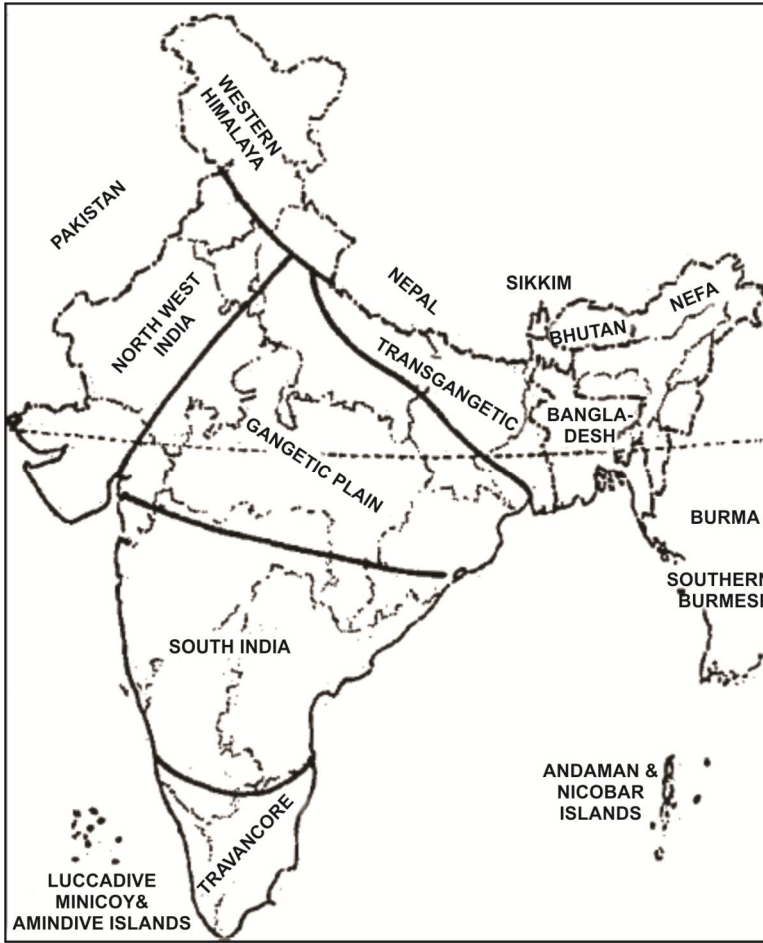 WESTERN
HIMALAYA
PAKISTAN
NORTH WEST
INDIA
NEPAL
SIKKIM
BHUTAN
NEFA
TRANSGANGETIC
BANGLA-
DESH
GANGETIC PLAIN
BURMA
SOUTHERN
BURMESE
SOUTH INDIA
ANDAMAN &
NICOBAR
ISLANDS
TRAVANCORE
LUCCADIVE
MINICOY&
AMINDIVE ISLANDS